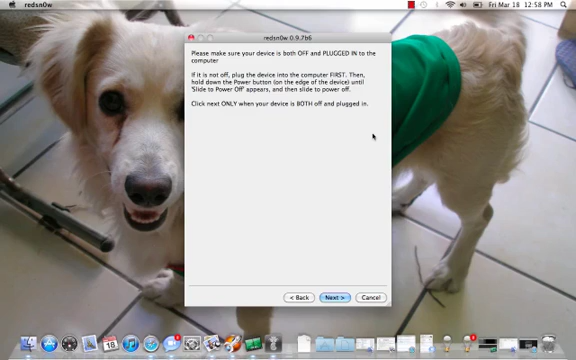 redsn0w
Fri Mar 18 12:58 PM
redsn0w 0.9.7b6
Please make sure your device is both OFF and PLUGGED IN to the
computer
If it is not off, plug the device into the computer FIRST. Then,
hold down the Power button (on the edge of the device) until
'Slide to Power Off' appears, and then slide to power off.
Click next ONLY when your device is BOTH off and plugged in.
< Back
Next >
Cancel
18